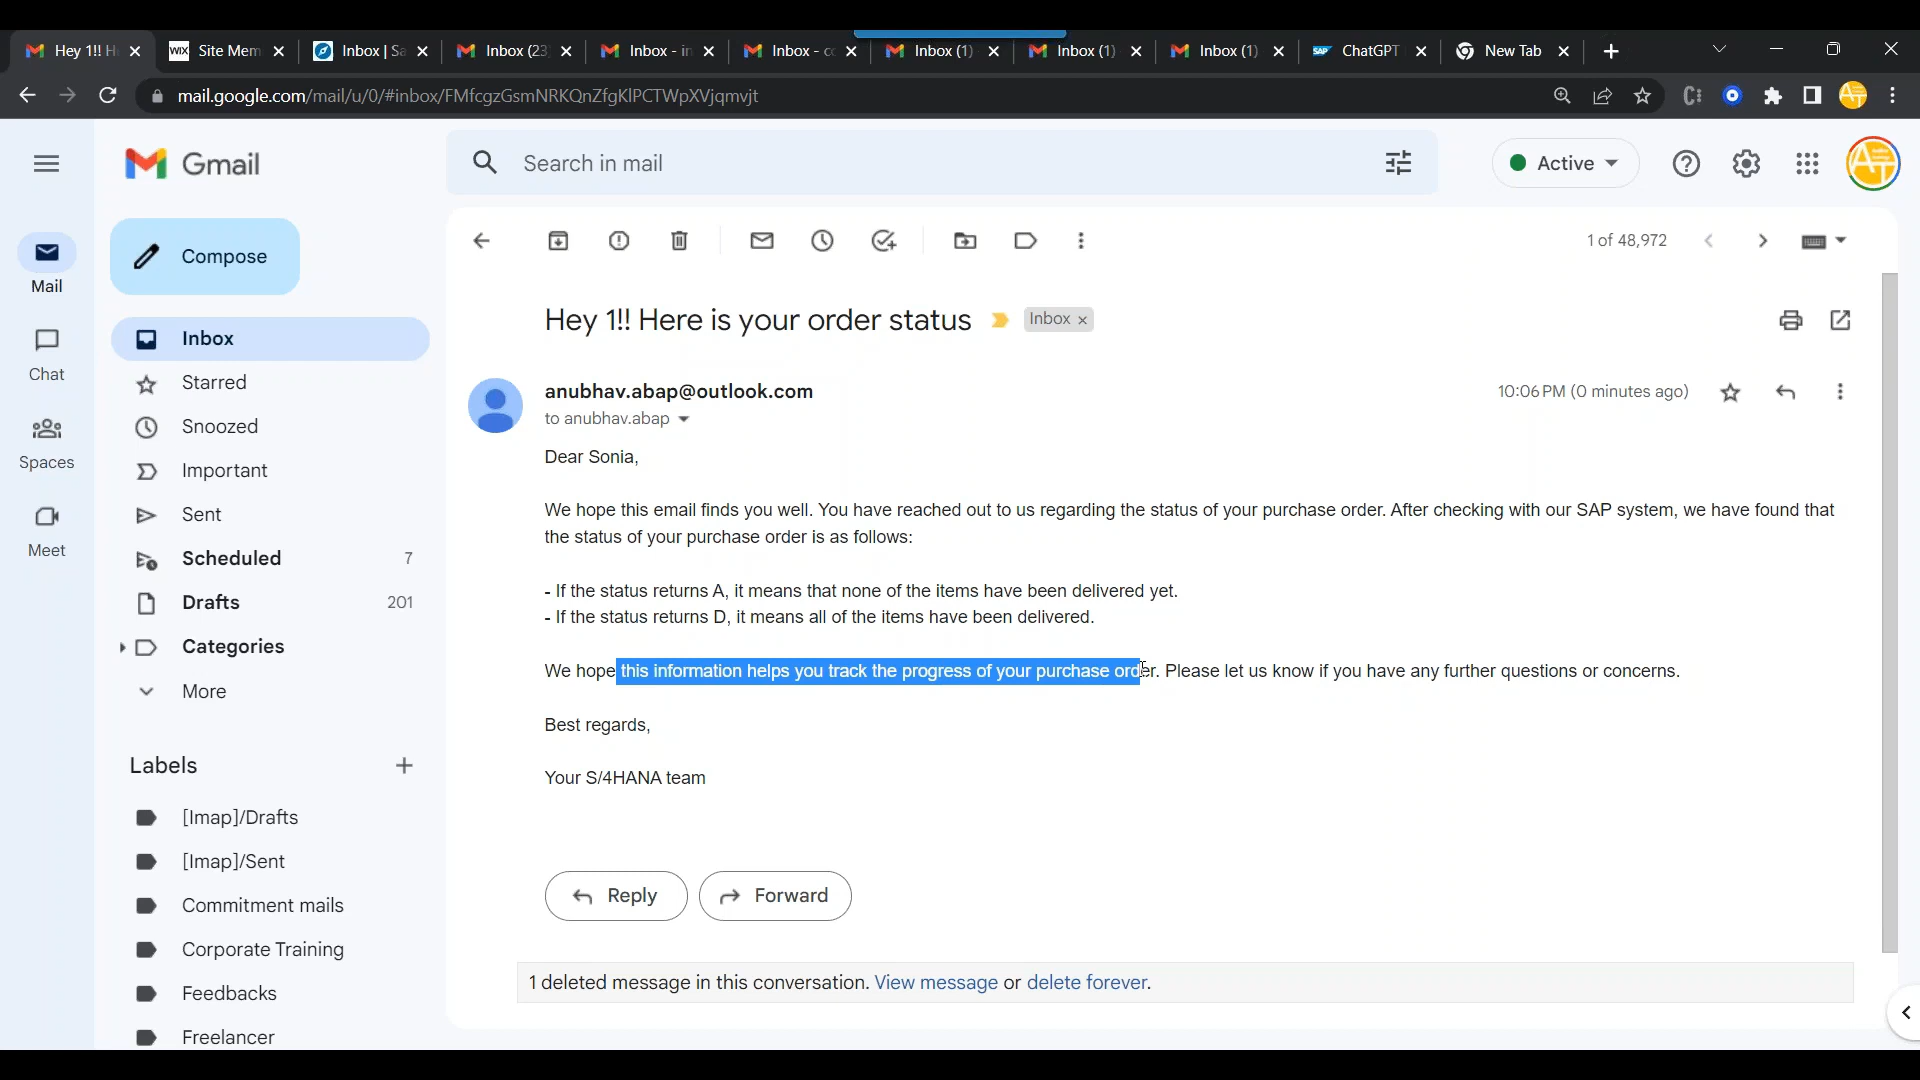 Hey 1!! H
Site Mem
Inbox | Sa
Inbox (23
Inbox - in
Inbox - co
Inbox (1)
Inbox (1)
Inbox (1)
SAP
ChatGPT
New Tab
WIX
mail.google.com/mail/u/0/#inbox/FMfcgzGsmNRKQnZfgKlPCTWpXVjqmvjt
Gmail
Search in mail
Active
AT
Compose
1 of 48,972
Mail
Chat
Spaces
Meet
Inbox
Starred
Snoozed
Important
Sent
Scheduled 7
Drafts 201
Categories
More
Labels
[Imap]/Drafts
[Imap]/Sent
Commitment mails
Corporate Training
Feedbacks
Freelancer
Hey 1!! Here is your order status
Inbox
anubhav.abap@outlook.com
10:06 PM (0 minutes ago)
to anubhav.abap
Dear Sonia,
We hope this email finds you well. You have reached out to us regarding the status of your purchase order. After checking with our SAP system, we have found that
the status of your purchase order is as follows:
- If the status returns A, it means that none of the items have been delivered yet.
- If the status returns D, it means all of the items have been delivered.
We hope this information helps you track the progress of your purchase order. Please let us know if you have any further questions or concerns.
Best regards,
Your S/4HANA team
Reply
Forward
1 deleted message in this conversation. View message or delete forever.